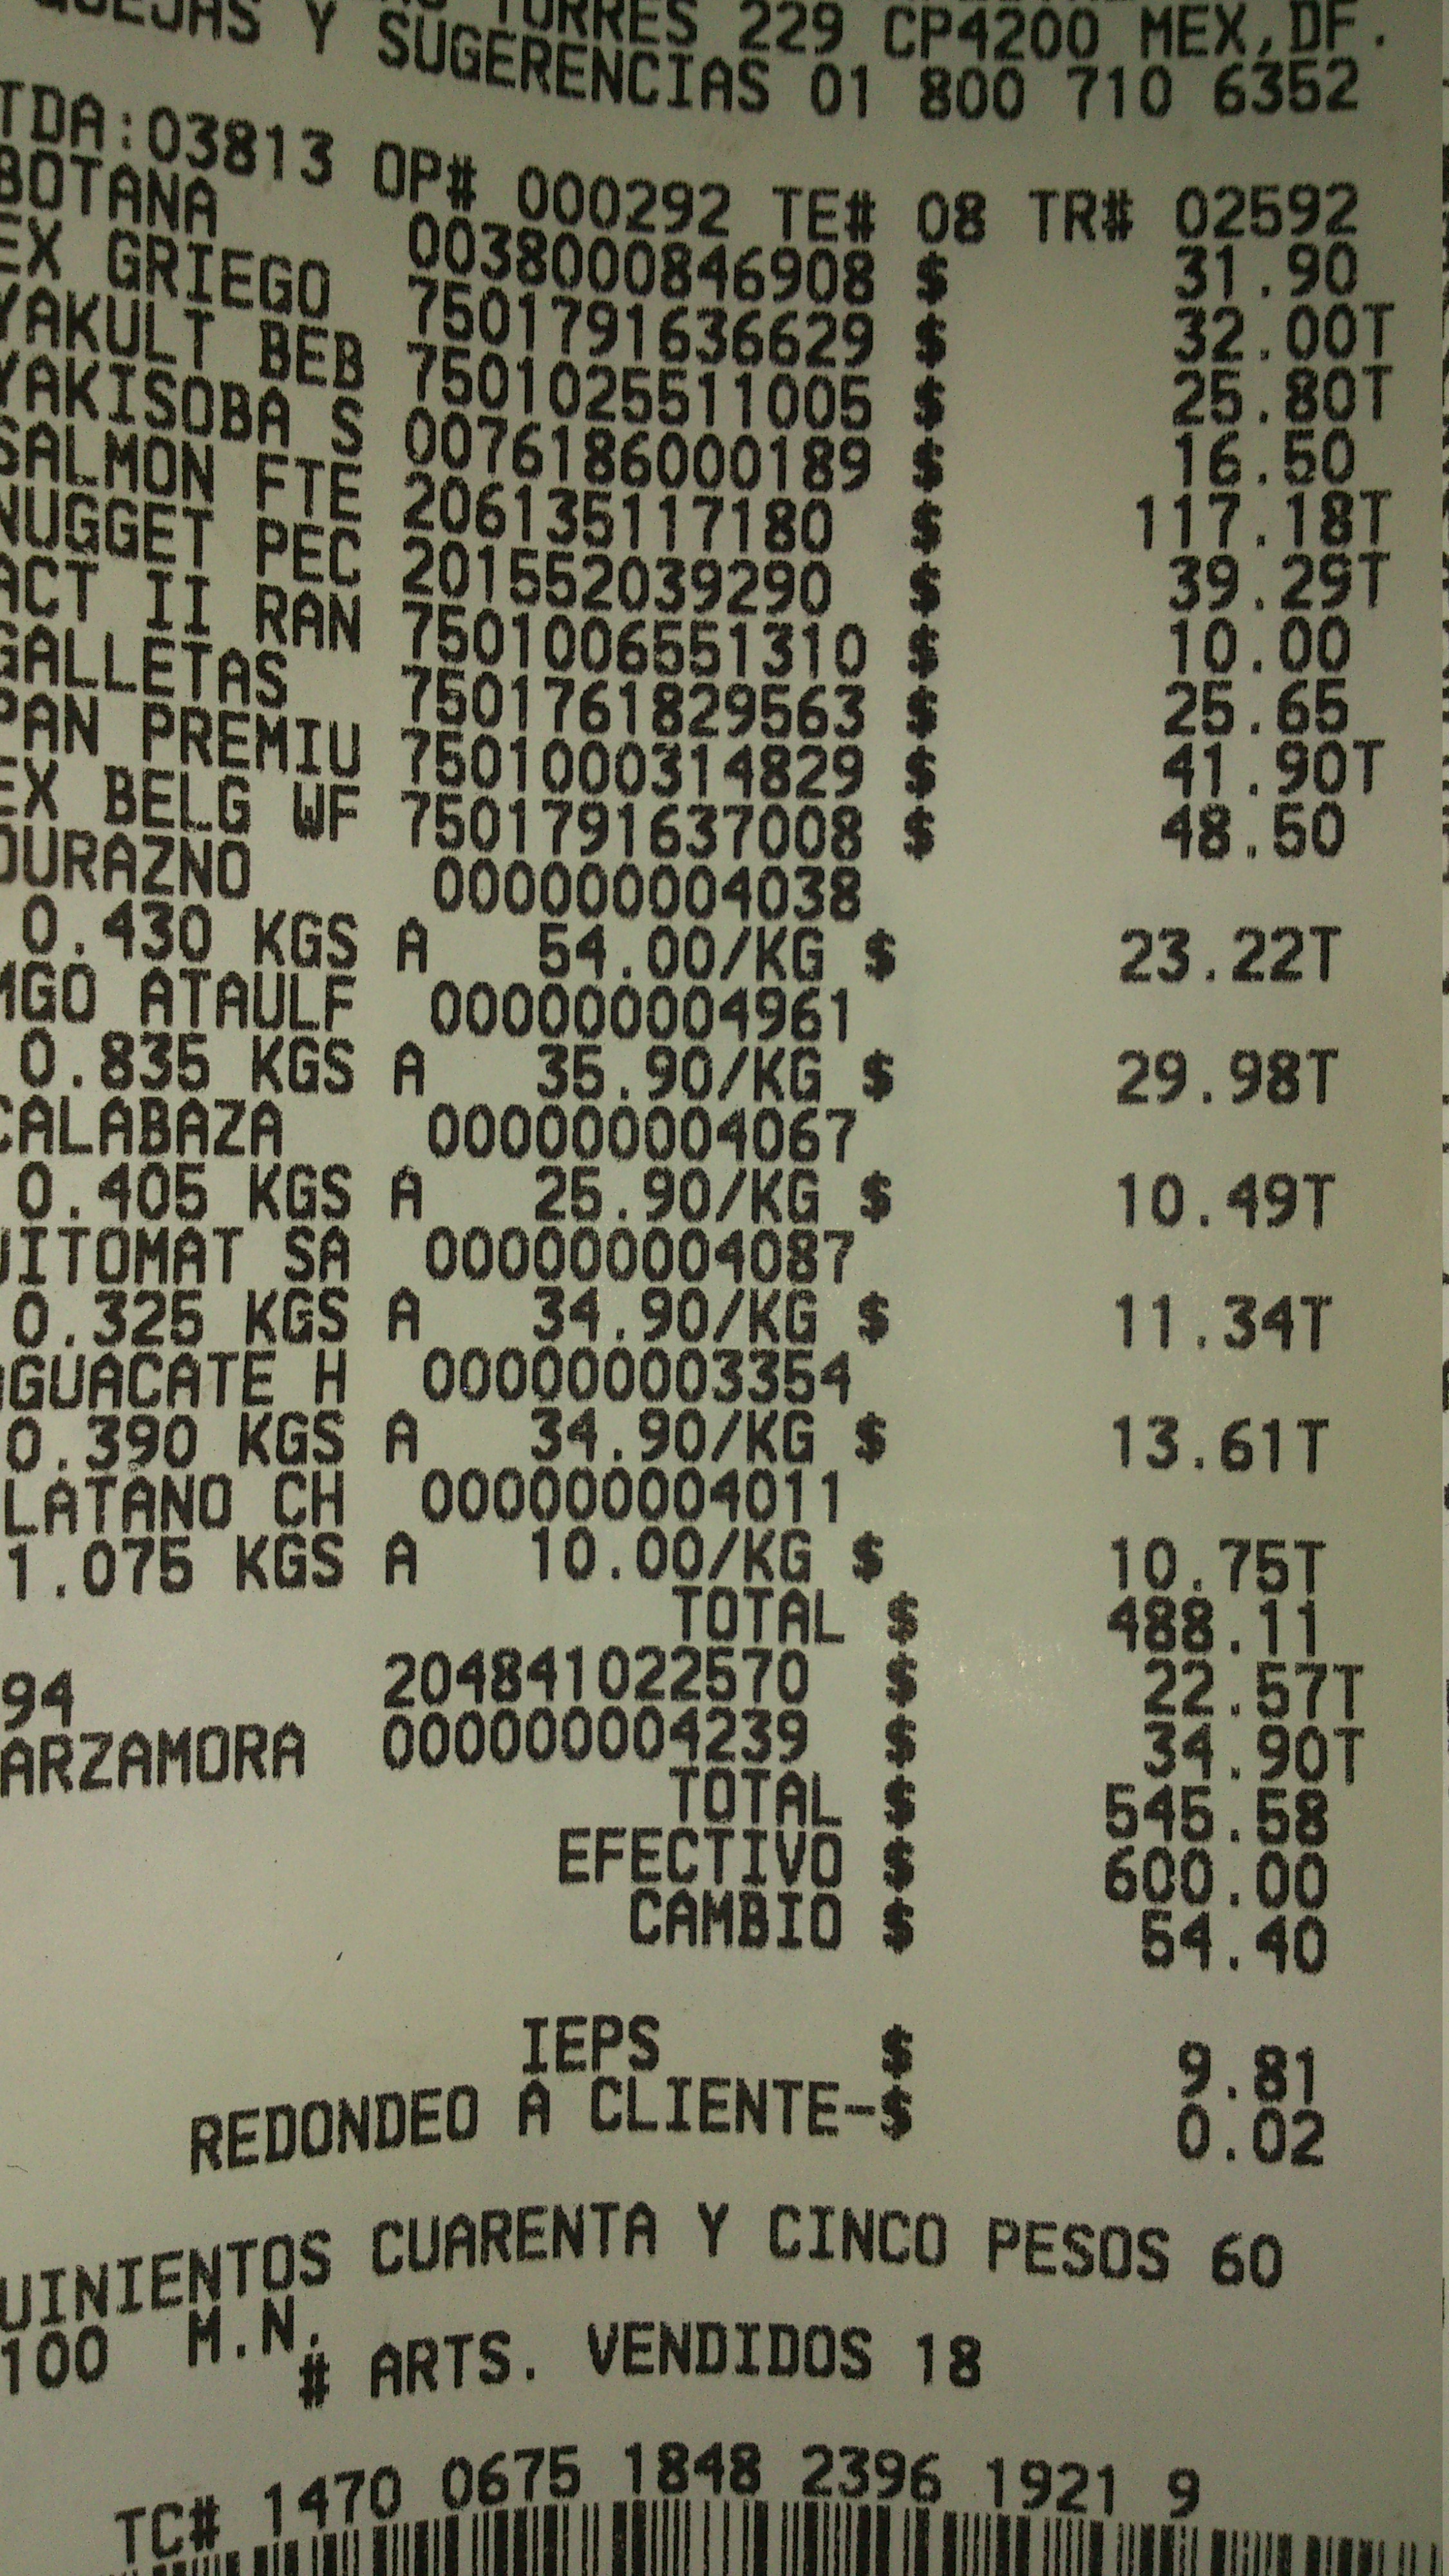 TORRES 229 CP4200 MEX,DF.
Y SUGERENCIAS 01 800 710 6352
TDA:03813 OP# 000292 TE# 08 TR# 02592
BOTANA 003800084690 8 $ 31.90
EX GRIEGO 7501791636629 $ 32.00T
YAKULT BEB 7501025511005 $ 25.80T
YAKISOBA S 0076186000189 $ 16.50
SALMON FTE 206135117180 $ 117.18T
NUGGET PEC 201552039290 $ 39.29T
ACT II RAN 7501006551310 $ 10.00
GALLETAS 7501761829563 $ 25.65
PAN PREMIU 7501000314829 $ 41.90T
EX BELG WF 7501791637008 $ 48.50
DURAZNO 000000004038
0.430 KGS A 54.00/KG $ 23.22T
MGO ATAULF 000000004961
0.835 KGS A 35.90/KG $ 29.98T
CALABAZA 000000004067
0.405 KGS A 25.90/KG $ 10.49T
JITOMAT SA 000000004087
0.325 KGS A 34.90/KG $ 11.34T
AGUACATE H 000000003354
0.390 KGS A 34.90/KG $ 13.61T
LATANO CH 000000004011
1.075 KGS A 10.00/KG $ 10.75T
TOTAL $ 488.11
94 204841022570 $ 22.57T
ARZAMORA 000000004239 $ 34.90T
TOTAL $ 545.58
EFECTIVO $ 600.00
CAMBIO $ 54.40
IEPS $ 9.81
REDONDEO A CLIENTE-$ 0.02
UINIENTOS CUARENTA Y CINCO PESOS 60
100 M.N.
# ARTS. VENDIDOS 18
TC# 1470 0675 1848 2396 1921 9